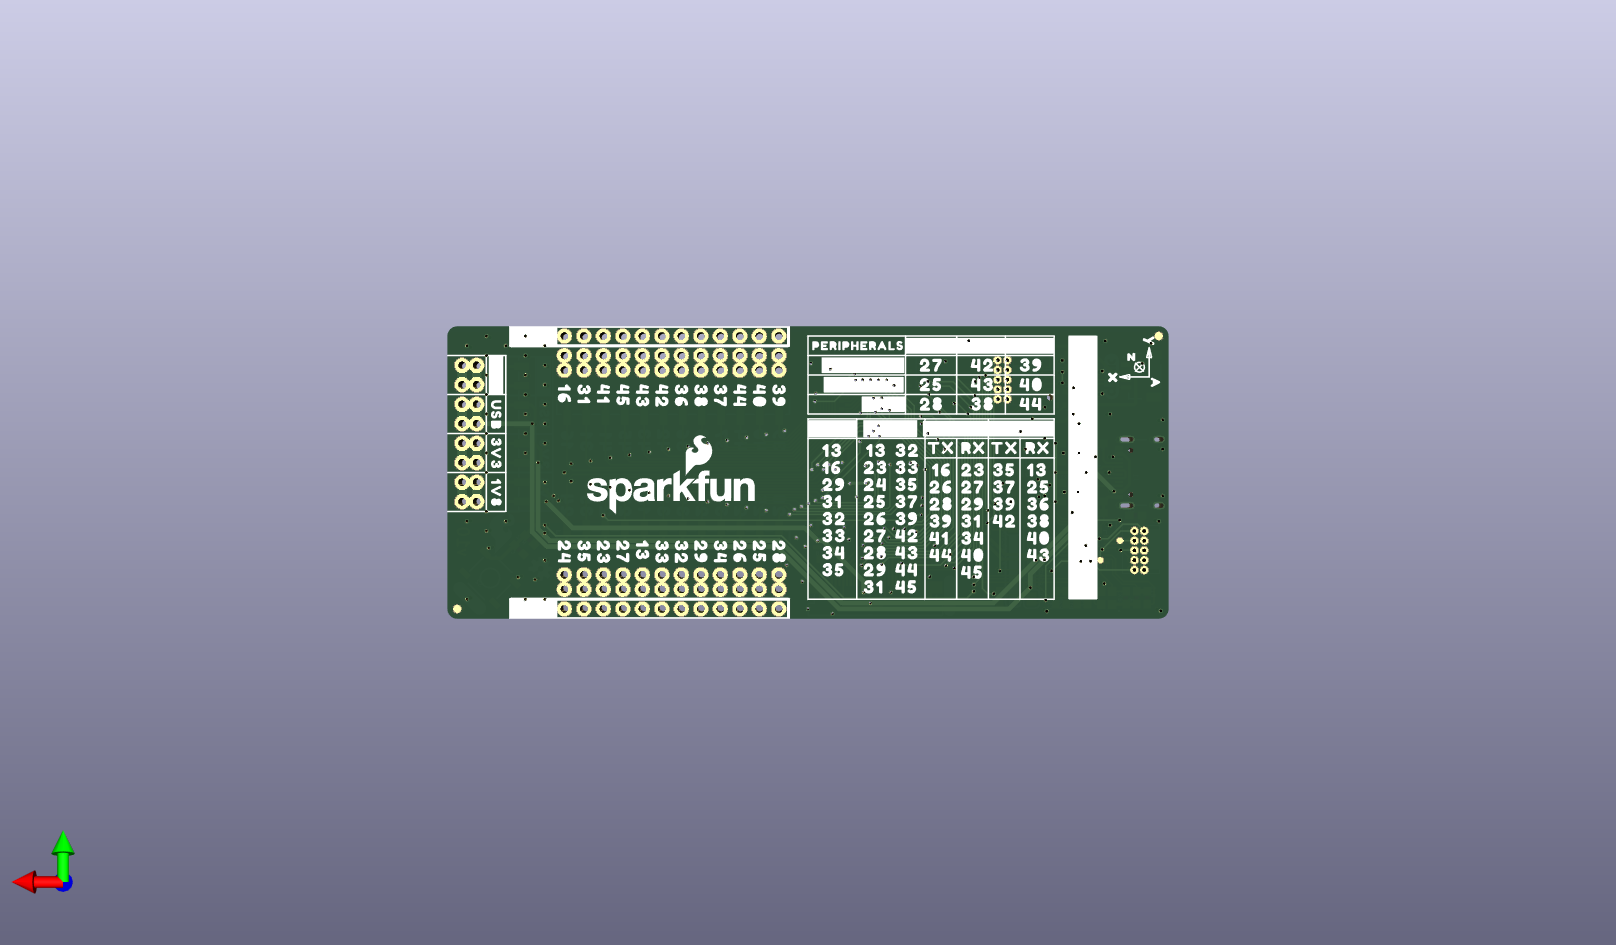 PERIPHERALS
27 42 39
25 43 40
28 38 44
TX RX TX RX
13 13 32
16 23 33
29 24 35
31 25 37
32 26 39
33 27 42
34 28 43
35 29 44
31 45
16 23 35 13
26 27 37 25
28 29 39 36
39 31 42 38
41 34 40
44 40 43
45
16 31 41 45 43 42 36 38 37 44 40 39
USB
3V3
1V8
sparkfun
24 35 23 27 13 33 32 29 34 26 25 28
N
X
Y